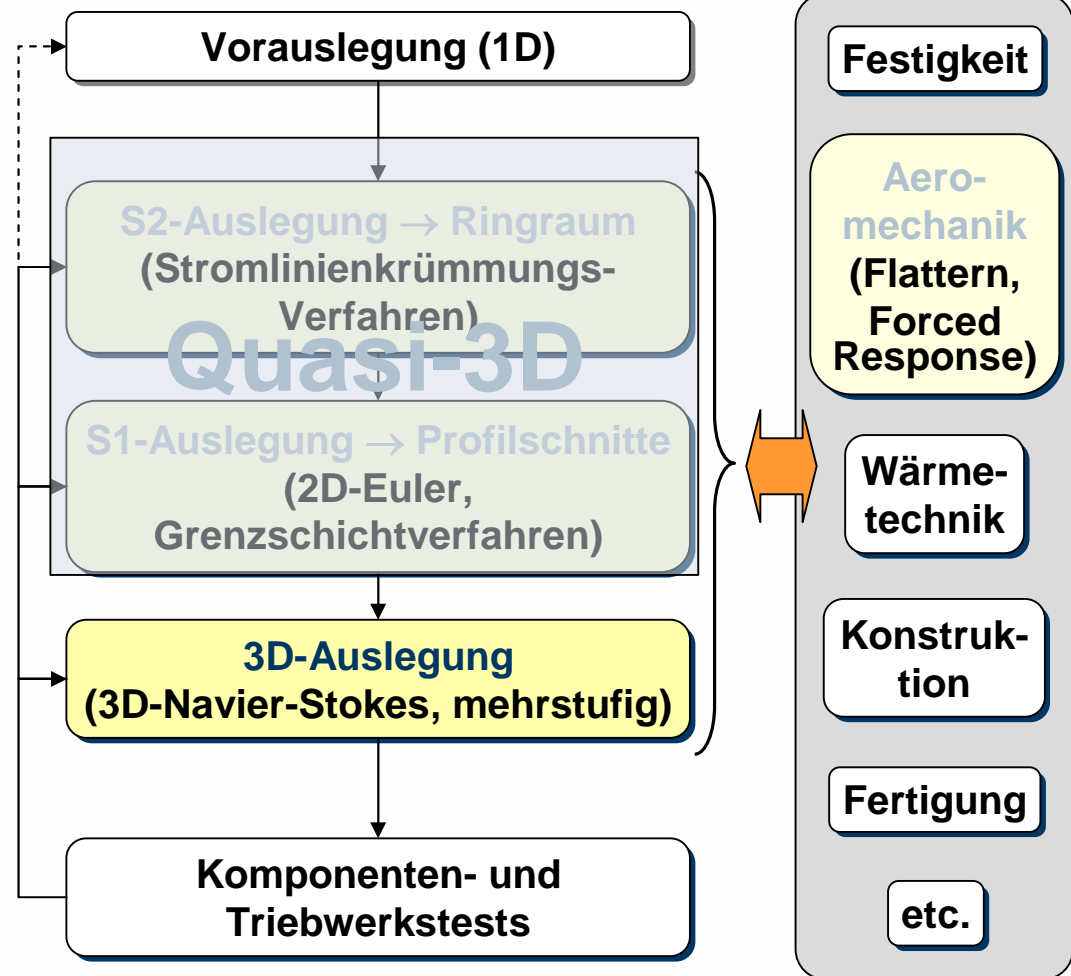 Vorauslegung (1D)
S2-Auslegung → Ringraum
(Stromlinienkrümmungs-
Verfahren)
Quasi-3D
S1-Auslegung → Profilschnitte
(2D-Euler,
Grenzschichtverfahren)
3D-Auslegung
(3D-Navier-Stokes, mehrstufig)
Komponenten- und
Triebwerkstests
Festigkeit
Aero-
mechanik
(Flattern,
Forced
Response)
Wärme-
technik
Konstruk-
tion
Fertigung
etc.